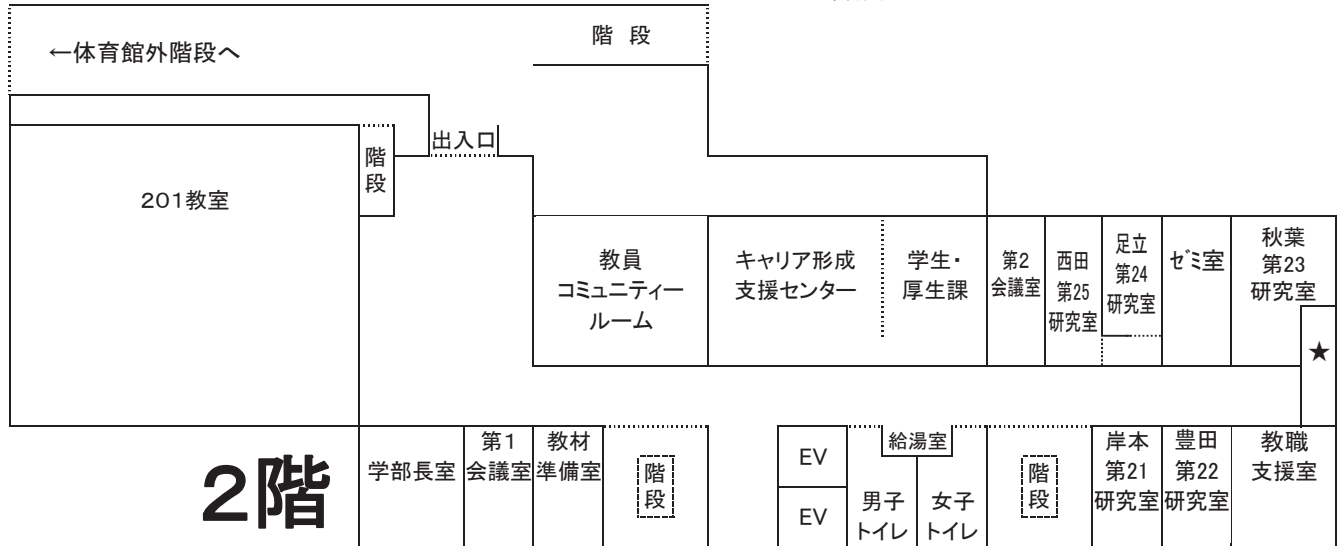 階 段
←体育館外階段へ
出入口
階
段
201教室
教員
コミュニティー
ルーム
キャリア形成
支援センター
学生・
厚生課
第2
会議室
西田
第25
研究室
足立
第24
研究室
ゼミ室
秋葉
第23
研究室
★
2階
学部長室
第1
会議室
教材
準備室
階
段
EV
EV
給湯室
男子
トイレ
女子
トイレ
階
段
岸本
第21
研究室
豊田
第22
研究室
教職
支援室